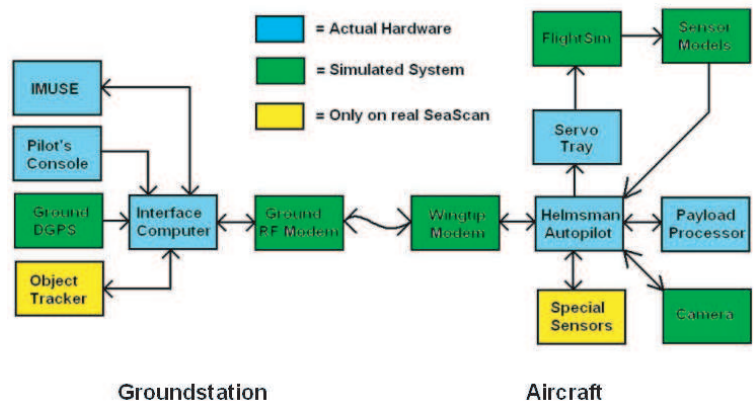 = Actual Hardware
= Simulated System
= Only on real SeaScan
IMUSE
Pilot's
Console
Ground
DGPS
Object
Tracker
Interface
Computer
Ground
RF Modem
Wingtip
Modem
FlightSim
Sensor
Models
Servo
Tray
Helmsman
Autopilot
Payload
Processor
Special
Sensors
Camera
Groundstation
Aircraft